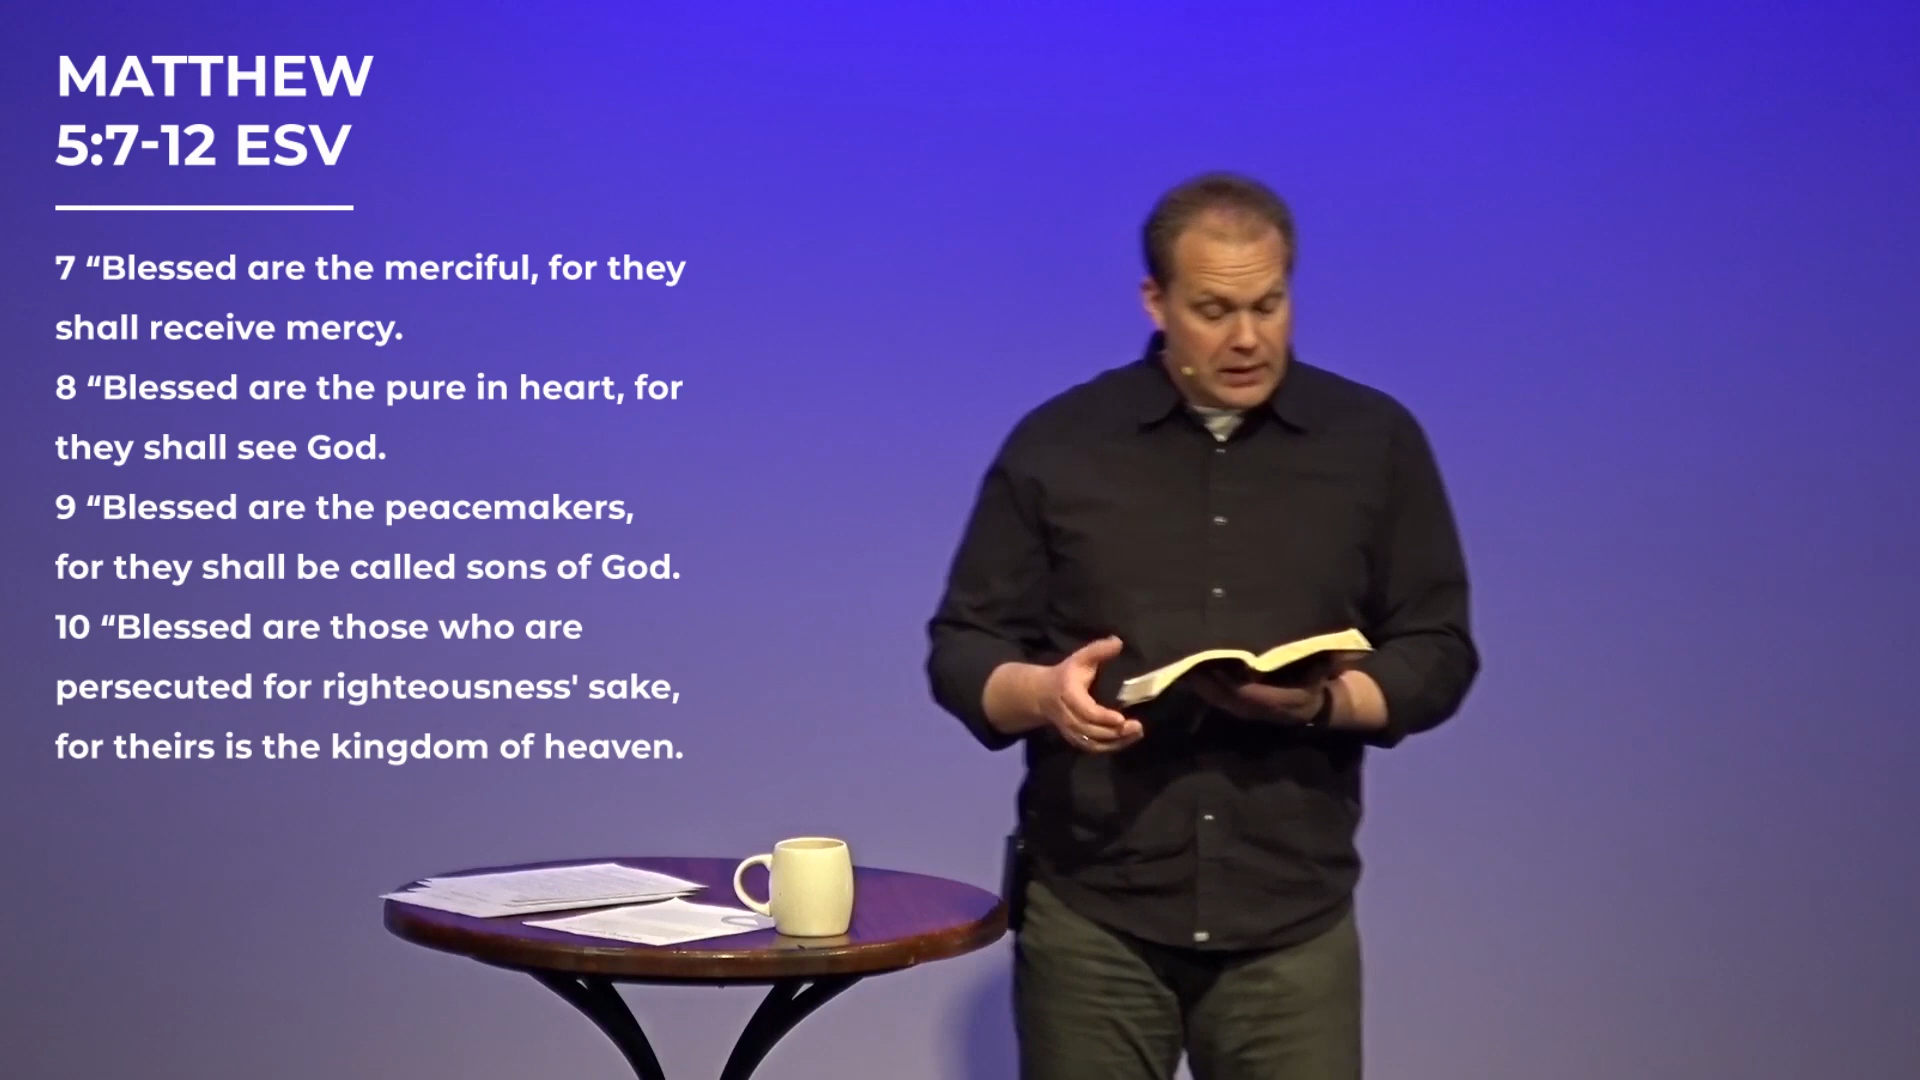 MATTHEW
5:7-12 ESV
7 “Blessed are the merciful, for they
shall receive mercy.
8 “Blessed are the pure in heart, for
they shall see God.
9 “Blessed are the peacemakers,
for they shall be called sons of God.
10 “Blessed are those who are
persecuted for righteousness' sake,
for theirs is the kingdom of heaven.